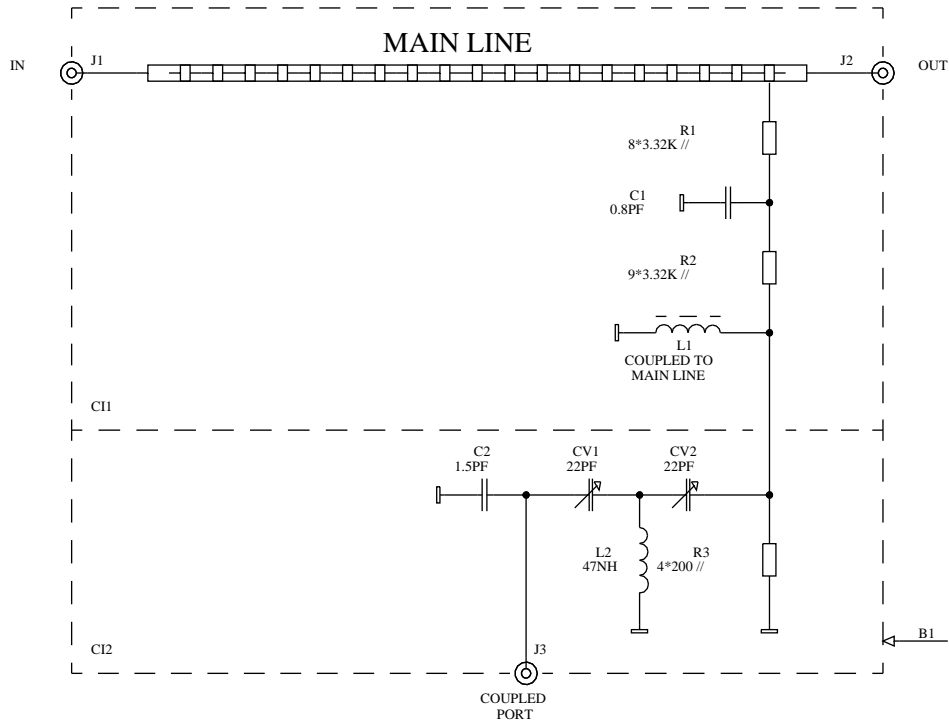 MAIN LINE
IN
J1
J2
OUT
R1
8*3.32K //
C1
0.8PF
R2
9*3.32K //
L1
COUPLED TO
MAIN LINE
CI1
C2
1.5PF
CV1
22PF
CV2
22PF
L2
47NH
R3
4*200 //
B1
CI2
J3
COUPLED
PORT